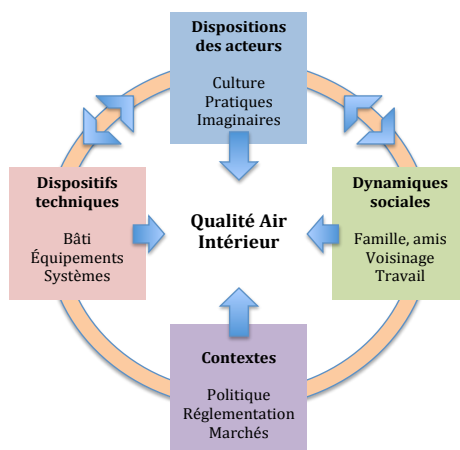 Dispositions
des acteurs
Culture
Pratiques
Imaginaires
Dispositifs
techniques
Bâti
Équipements
Systèmes
Qualité Air
Intérieur
Dynamiques
sociales
Famille, amis
Voisinage
Travail
Contextes
Politique
Réglementation
Marchés